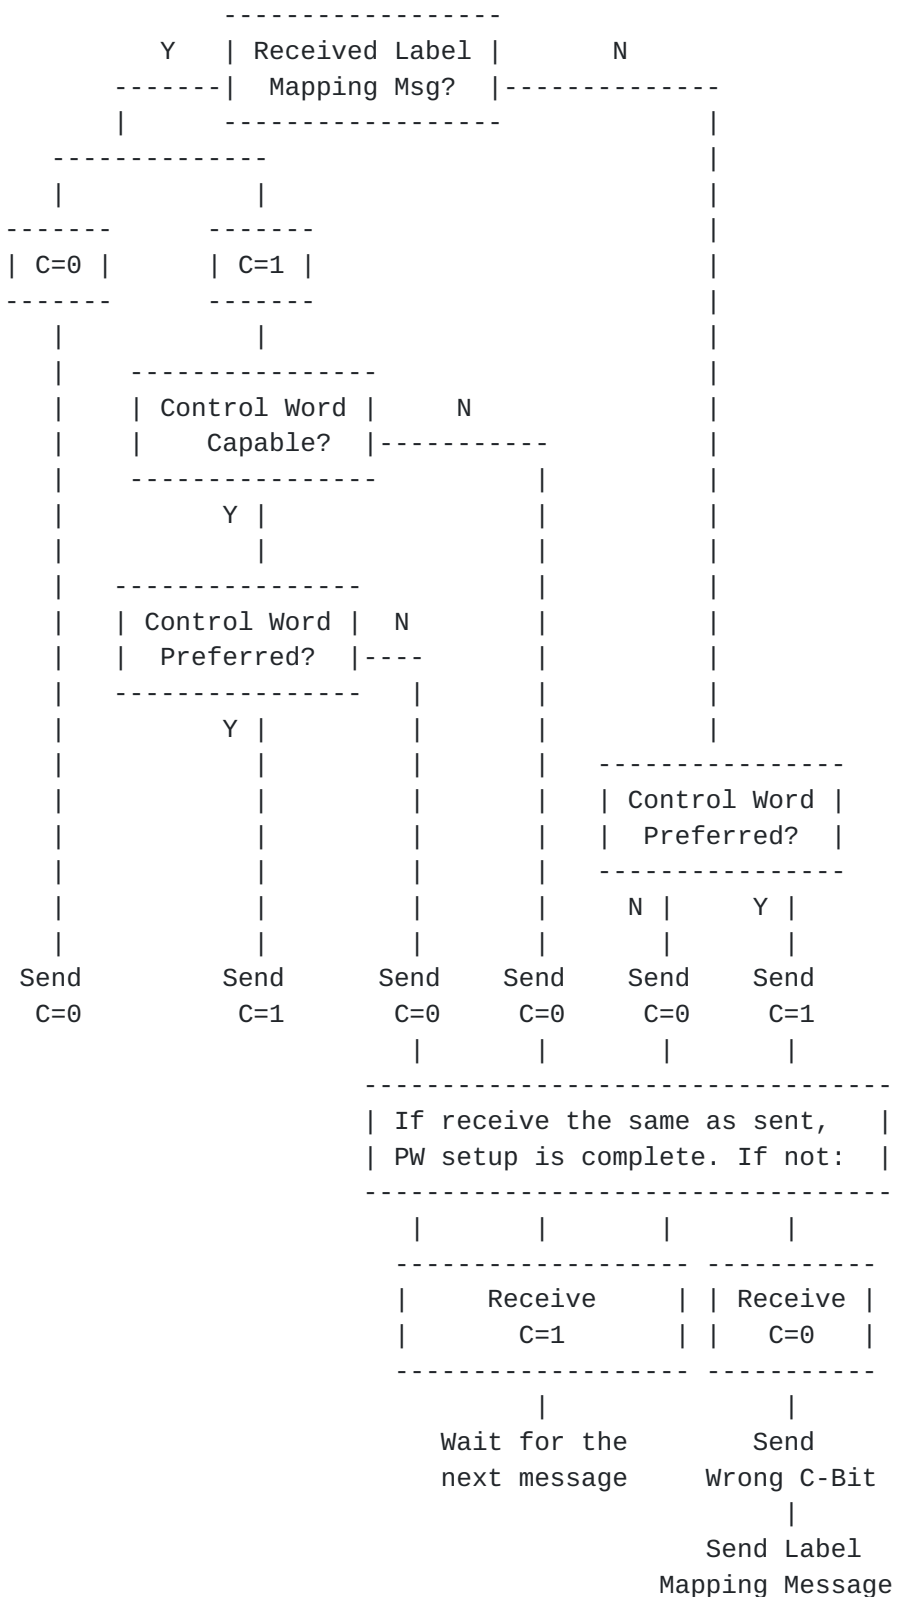 ------------------
Y | Received Label | N
-------| Mapping Msg? |--------------
| ------------------ |
-------------- |
| | |
------- ------- |
| C=0 | | C=1 | |
------- ------- |
| | |
| ---------------- |
| | Control Word | N |
| | Capable? |----------- |
| ---------------- | |
| Y | | |
| | | |
| ---------------- | |
| | Control Word | N | |
| | Preferred? |---- | |
| ---------------- | | |
| Y | | | |
| | | | ----------------
| | | | | Control Word |
| | | | | Preferred? |
| | | | ----------------
| | | | N | Y |
| | | | | |
Send Send Send Send Send Send
C=0 C=1 C=0 C=0 C=0 C=1
| | | |
----------------------------------
| If receive the same as sent, |
| PW setup is complete. If not: |
----------------------------------
| | | |
------------------- -----------
| Receive | | Receive |
| C=1 | | C=0 |
------------------- -----------
| |
Wait for the Send
next message Wrong C-Bit
|
Send Label
Mapping Message